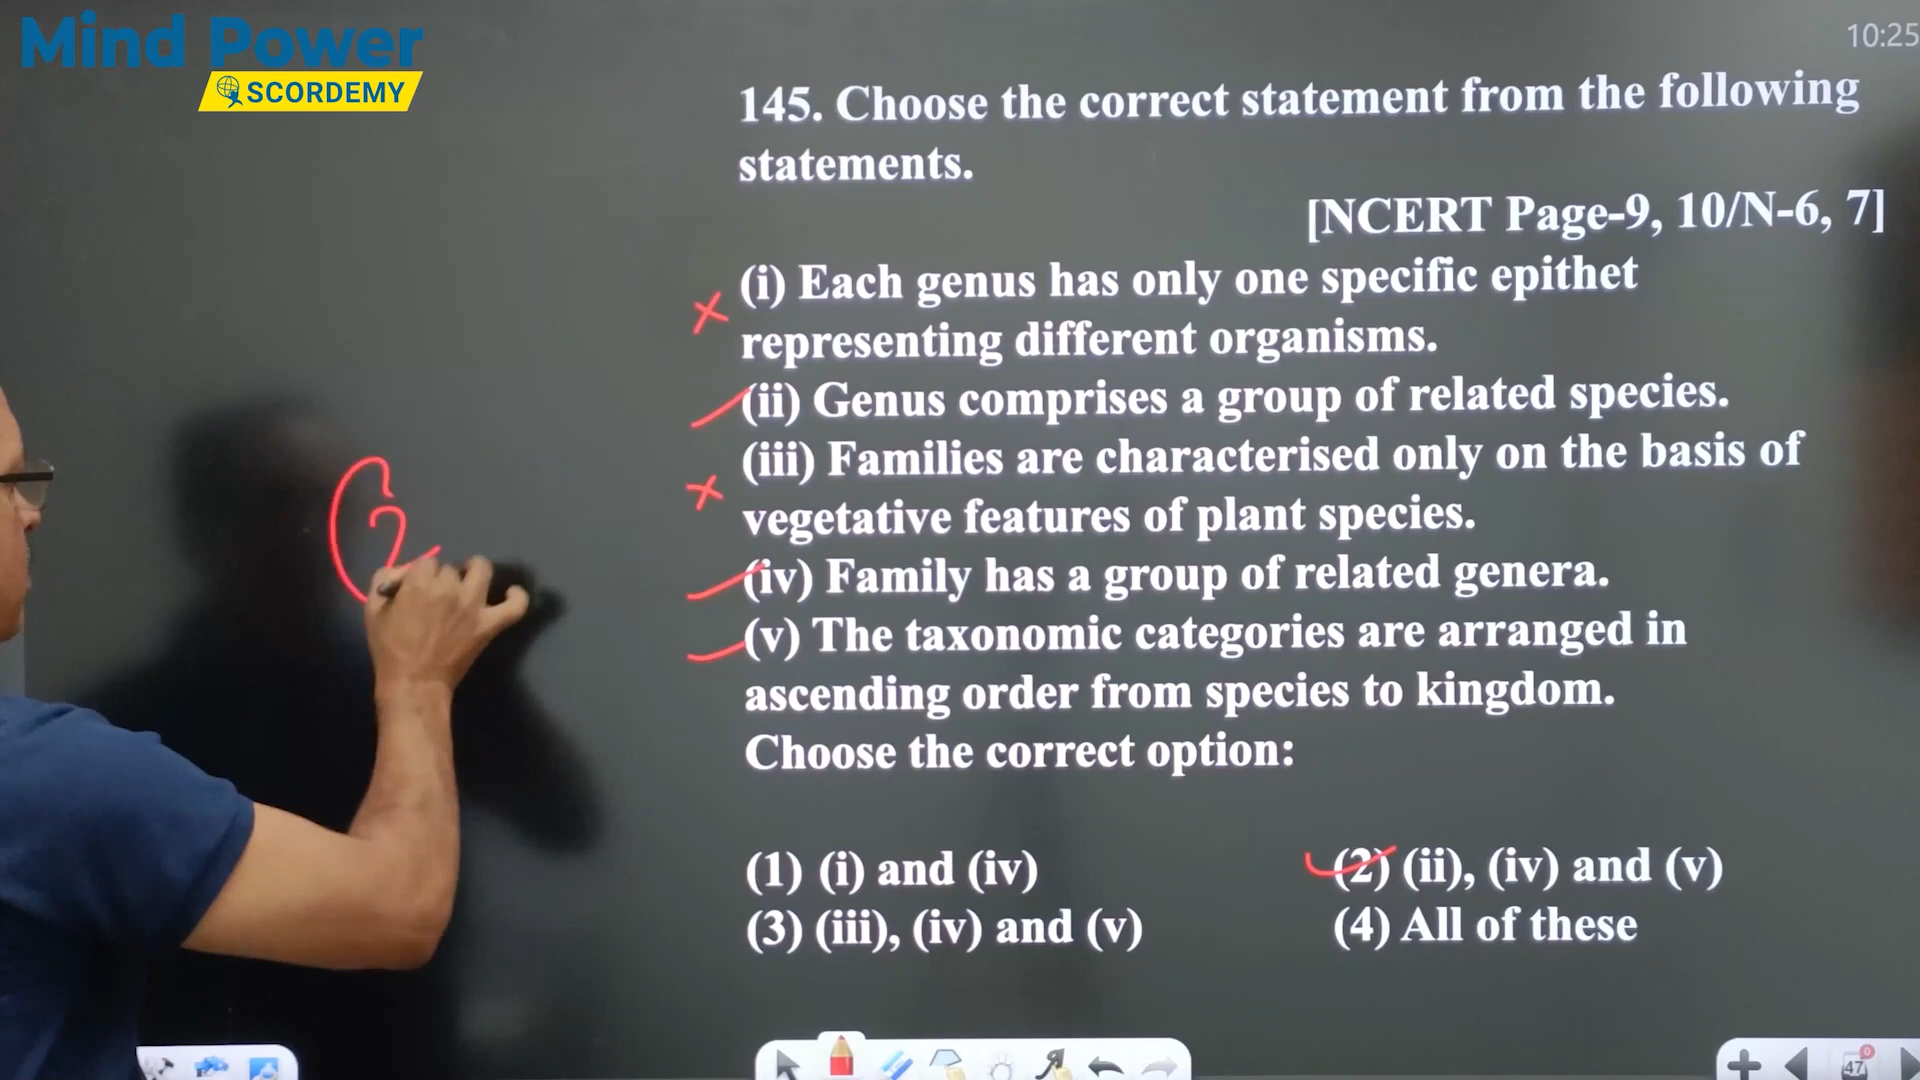 Mind Power
SCORDEMY
10:25
145. Choose the correct statement from the following
statements.
[NCERT Page-9, 10/N-6, 7]
(i) Each genus has only one specific epithet
representing different organisms.
(ii) Genus comprises a group of related species.
(iii) Families are characterised only on the basis of
vegetative features of plant species.
(iv) Family has a group of related genera.
(v) The taxonomic categories are arranged in
ascending order from species to kingdom.
Choose the correct option:
(1) (i) and (iv)
(2) (ii), (iv) and (v)
(3) (iii), (iv) and (v)
(4) All of these
2
47
0